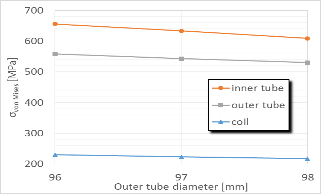 700
600
500
400
300
200
σvon Mises [MPa]
inner tube
outer tube
coil
96
97
98
Outer tube diameter [mm]